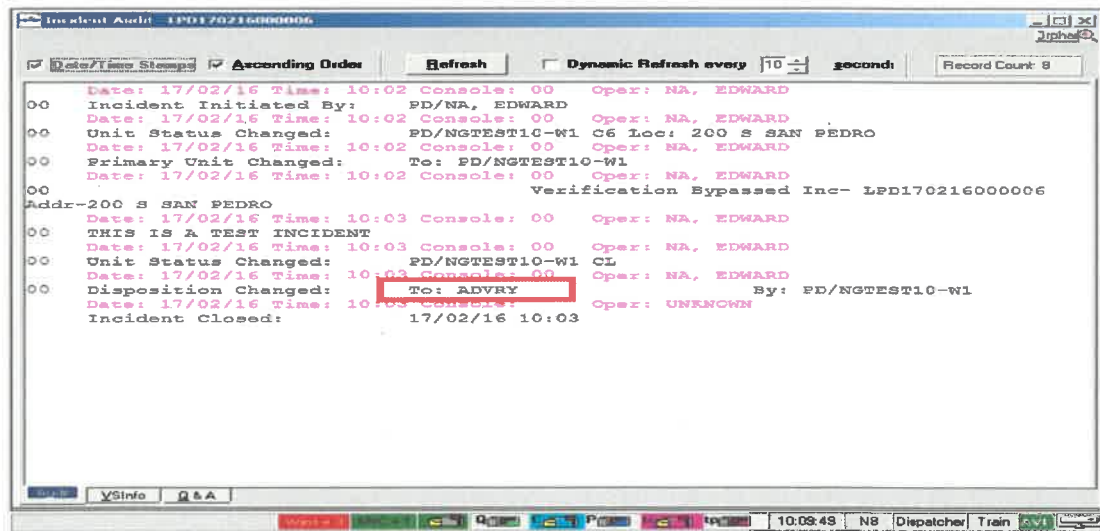 Incident Audit LPD170216000006
Date/Time Stamps Ascending Order Refresh Dynamic Refresh every 10 second: Record Count: 8
Date: 17/02/16 Time: 10:02 Console: 00 Oper: NA, EDWARD
00 Incident Initiated By: PD/NA, EDWARD
Date: 17/02/16 Time: 10:02 Console: 00 Oper: NA, EDWARD
00 Unit Status Changed: PD/NGTEST10-W1 C6 Loc: 200 S SAN PEDRO
Date: 17/02/16 Time: 10:02 Console: 00 Oper: NA, EDWARD
00 Primary Unit Changed: To: PD/NGTEST10-W1
Date: 17/02/16 Time: 10:02 Console: 00 Oper: NA, EDWARD
00 Verification Bypassed Inc- LPD170216000006
Addr-200 S SAN PEDRO
Date: 17/02/16 Time: 10:03 Console: 00 Oper: NA, EDWARD
00 THIS IS A TEST INCIDENT
Date: 17/02/16 Time: 10:03 Console: 00 Oper: NA, EDWARD
00 Unit Status Changed: PD/NGTEST10-W1 CL
Date: 17/02/16 Time: 10:03 Console: 00 Oper: NA, EDWARD
00 Disposition Changed: To: ADVRY By: PD/NGTEST10-W1
Date: 17/02/16 Time: 10:03 Console: Oper: UNKNOWN
Incident Closed: 17/02/16 10:03
VSInfo Q & A
10:09:49 N8 Dispatcher Train